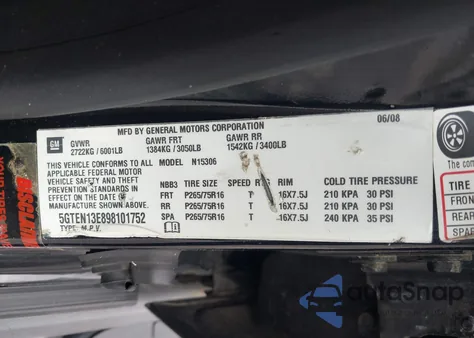 06/08
MFD BY GENERAL MOTORS CORPORATION
GM GVWR GAWR FRT GAWR RR
2722KG / 6001LB 1384KG / 3050LB 1542KG / 3400LB
THIS VEHICLE CONFORMS TO ALL MODEL N15306
APPLICABLE FEDERAL MOTOR
VEHICLE SAFETY STANDARDS IN NBB3 TIRE SIZE SPEED RTG RIM COLD TIRE PRESSURE
EFFECT ON THE DATE OF FRT P265/75R16 T 16X7.5J 210 KPA 30 PSI
MANUFACTURE SHOWN ABOVE. RR P265/75R16 T 16X7.5J 210 KPA 30 PSI
5GTEN13E898101752 SPA P265/75R16 T 16X7.5J 240 KPA 35 PSI
TYPE: M.P.V.
TIRE
FRON
REAR
SPAR
autoSnap